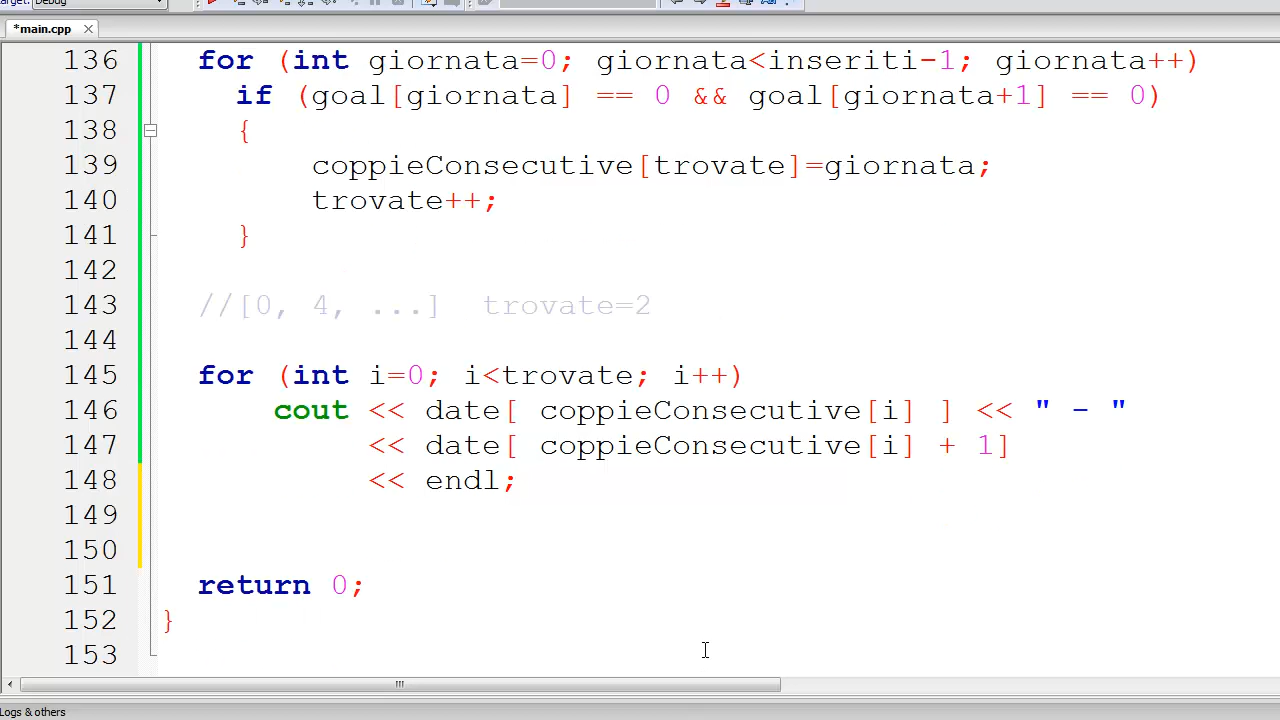 target: Debug
*main.cpp
136 for (int giornata=0; giornata<inseriti-1; giornata++)
137 if (goal[giornata] == 0 && goal[giornata+1] == 0)
138 {
139 coppieConsecutive[trovate]=giornata;
140 trovate++;
141 }
142
143 //[0, 4, ...] trovate=2
144
145 for (int i=0; i<trovate; i++)
146 cout << date[ coppieConsecutive[i] ] << " - "
147 << date[ coppieConsecutive[i] + 1]
148 << endl;
149
150
151 return 0;
152 }
153
Logs & others